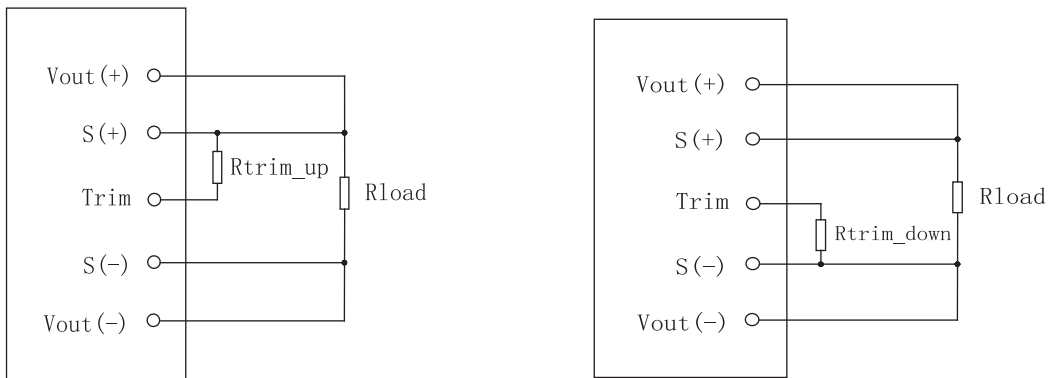 Vout(+)
S(+)
Rtrim_up
Trim
Rload
S(-)
Vout(-)
Vout(+)
S(+)
Trim
Rload
Rtrim_down
S(-)
Vout(-)